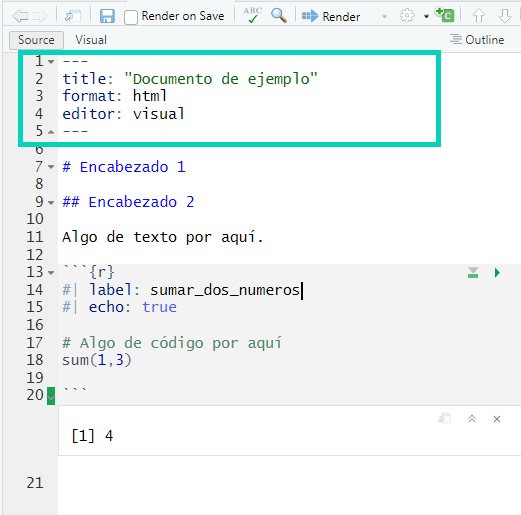 Render on Save ABC Render
Source Visual Outline
1 ---
2 title: "Documento de ejemplo"
3 format: html
4 editor: visual
5 ---
6
7 # Encabezado 1
8
9 ## Encabezado 2
10
11 Algo de texto por aquí.
12
13 ```{r}
14 #| label: sumar_dos_numeros
15 #| echo: true
16
17 # Algo de código por aquí
18 sum(1,3)
19
20 ```
[1] 4
21